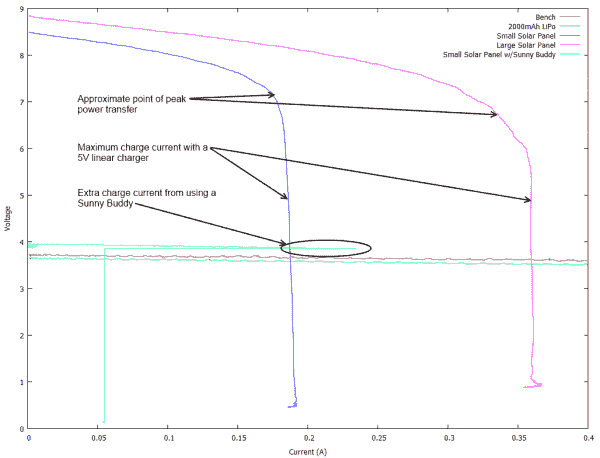 Bench
2000mAh LiPo
Small Solar Panel
Large Solar Panel
Small Solar Panel w/Sunny Buddy
9
8
7
6
5
4
3
2
1
0
Voltage
Approximate point of peak
power transfer
Maximum charge current with a
5V linear charger
Extra charge current from using a
Sunny Buddy
0
0.05
0.1
0.15
0.2
0.25
0.3
0.35
0.4
Current (A)